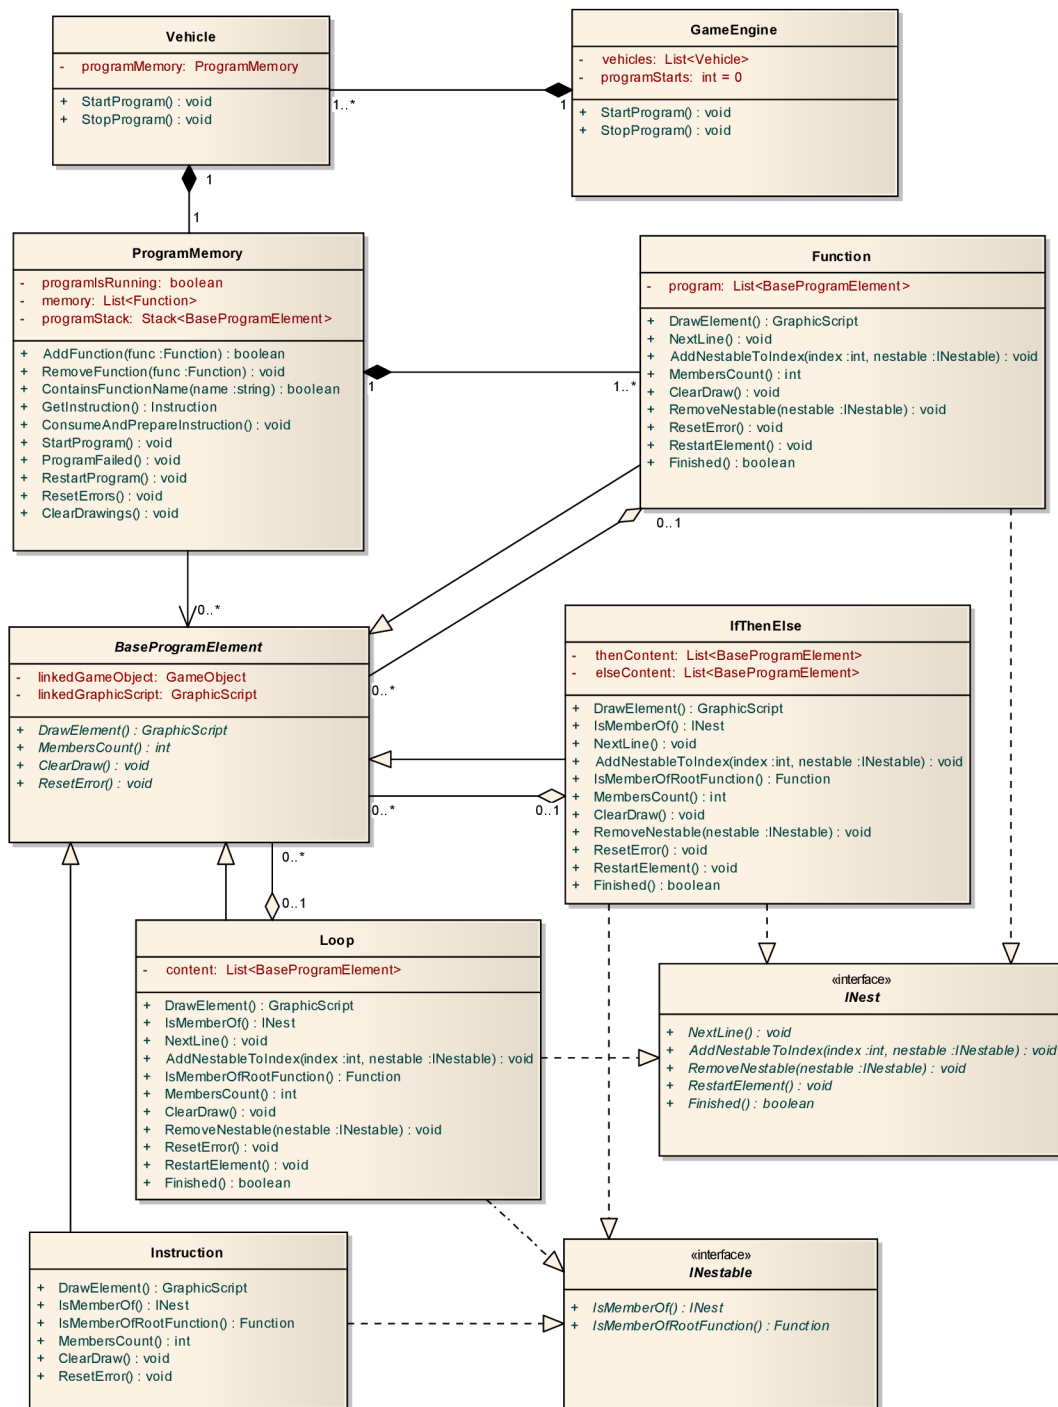 Vehicle
- programMemory: ProgramMemory
+ StartProgram() : void
+ StopProgram() : void
GameEngine
- vehicles: List<Vehicle>
- programStarts: int = 0
+ StartProgram() : void
+ StopProgram() : void
1..*
1
1
1
ProgramMemory
- programIsRunning: boolean
- memory: List<Function>
- programStack: Stack<BaseProgramElement>
+ AddFunction(func :Function) : boolean
+ RemoveFunction(func :Function) : void
+ ContainsFunctionName(name :string) : boolean
+ GetInstruction() : Instruction
+ ConsumeAndPrepareInstruction() : void
+ StartProgram() : void
+ ProgramFailed() : void
+ RestartProgram() : void
+ ResetErrors() : void
+ ClearDrawings() : void
1
1..*
Function
- program: List<BaseProgramElement>
+ DrawElement() : GraphicScript
+ NextLine() : void
+ AddNestableToIndex(index :int, nestable :INestable) : void
+ MembersCount() : int
+ ClearDraw() : void
+ RemoveNestable(nestable :INestable) : void
+ ResetError() : void
+ RestartElement() : void
+ Finished() : boolean
0..1
0..*
BaseProgramElement
- linkedGameObject: GameObject
- linkedGraphicScript: GraphicScript
+ DrawElement() : GraphicScript
+ MembersCount() : int
+ ClearDraw() : void
+ ResetError() : void
0..*
IfThenElse
- thenContent: List<BaseProgramElement>
- elseContent: List<BaseProgramElement>
+ DrawElement() : GraphicScript
+ IsMemberOf() : INest
+ NextLine() : void
+ AddNestableToIndex(index :int, nestable :INestable) : void
+ IsMemberOfRootFunction() : Function
+ MembersCount() : int
+ ClearDraw() : void
+ RemoveNestable(nestable :INestable) : void
+ ResetError() : void
+ RestartElement() : void
+ Finished() : boolean
0..*
0..1
0..*
0..1
Loop
- content: List<BaseProgramElement>
+ DrawElement() : GraphicScript
+ IsMemberOf() : INest
+ NextLine() : void
+ AddNestableToIndex(index :int, nestable :INestable) : void
+ IsMemberOfRootFunction() : Function
+ MembersCount() : int
+ ClearDraw() : void
+ RemoveNestable(nestable :INestable) : void
+ ResetError() : void
+ RestartElement() : void
+ Finished() : boolean
«interface»
INest
+ NextLine() : void
+ AddNestableToIndex(index :int, nestable :INestable) : void
+ RemoveNestable(nestable :INestable) : void
+ RestartElement() : void
+ Finished() : boolean
Instruction
+ DrawElement() : GraphicScript
+ IsMemberOf() : INest
+ IsMemberOfRootFunction() : Function
+ MembersCount() : int
+ ClearDraw() : void
+ ResetError() : void
«interface»
INestable
+ IsMemberOf() : INest
+ IsMemberOfRootFunction() : Function